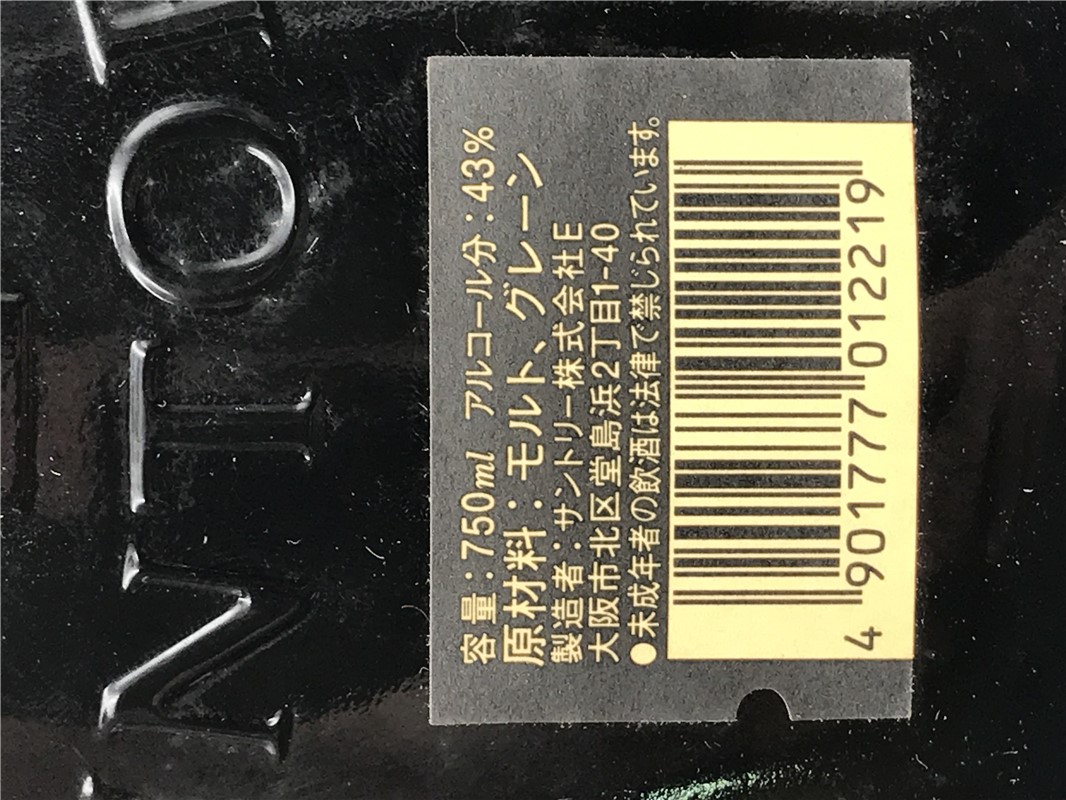 容量:750ml アルコール分:43%
原材料:モルト、グレーン
製造者:サントリー株式会社E
大阪市北区堂島浜2丁目1-40
●未成年者の飲酒は法律で禁じられています。
4 901777 012219